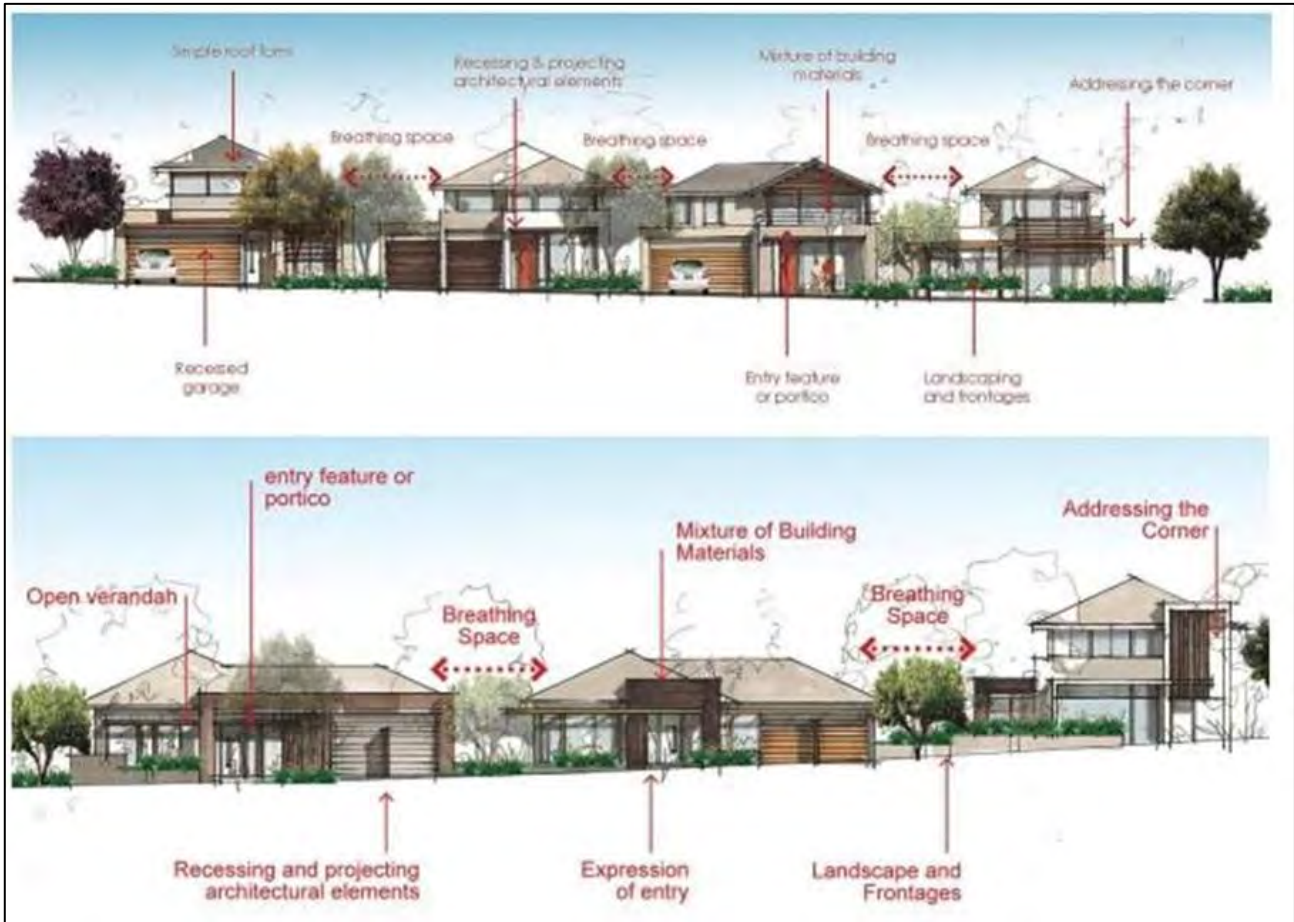 Simple roof form
Recessing & projecting
architectural elements
Mixture of building
materials
Addressing the corner
Breathing space
Breathing space
Breathing space
Recessed
garage
Entry feature
or portico
Landscaping
and frontages
entry feature or
portico
Addressing the
Corner
Mixture of Building
Materials
Open verandah
Breathing
Space
Breathing
Space
Recessing and projecting
architectural elements
Expression
of entry
Landscape and
Frontages